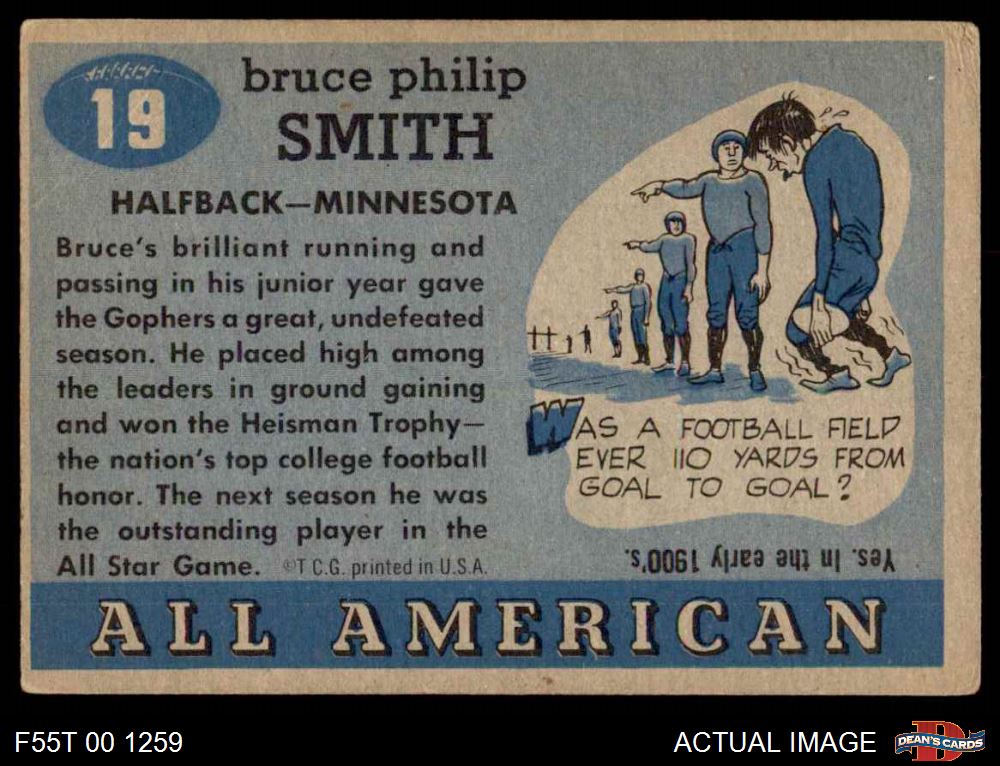 19
bruce philip
SMITH
HALFBACK—MINNESOTA
Bruce's brilliant running and
passing in his junior year gave
the Gophers a great, undefeated
season. He placed high among
the leaders in ground gaining
and won the Heisman Trophy—
the nation's top college football
honor. The next season he was
the outstanding player in the
All Star Game. ©T.C.G. printed in U.S.A.
WAS A FOOTBALL FIELD
EVER 110 YARDS FROM
GOAL TO GOAL?
Yes. In the early 1900's.
ALL AMERICAN
F55T 00 1259
ACTUAL IMAGE
D
DEAN'S CARDS